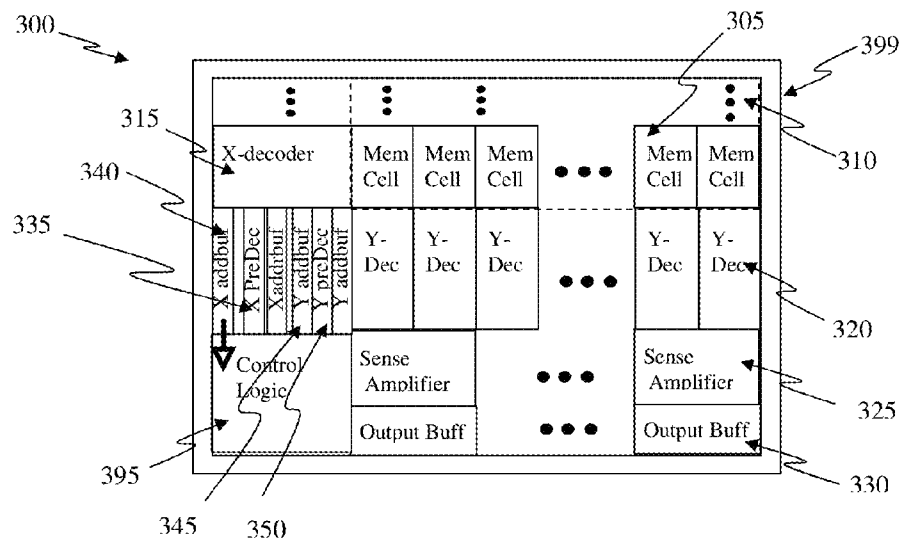 300
305
399
315
X-decoder
Mem Cell
Mem Cell
Mem Cell
Mem Cell
Mem Cell
310
340
335
X addbuf
X PreDec
Xaddrbuf
Y addbuf
Y preDec
Y addbuf
Y-Dec
Y-Dec
Y-Dec
Y-Dec
Y-Dec
320
Control Logic
Sense Amplifier
Sense Amplifier
325
Output Buff
Output Buff
395
345
350
330